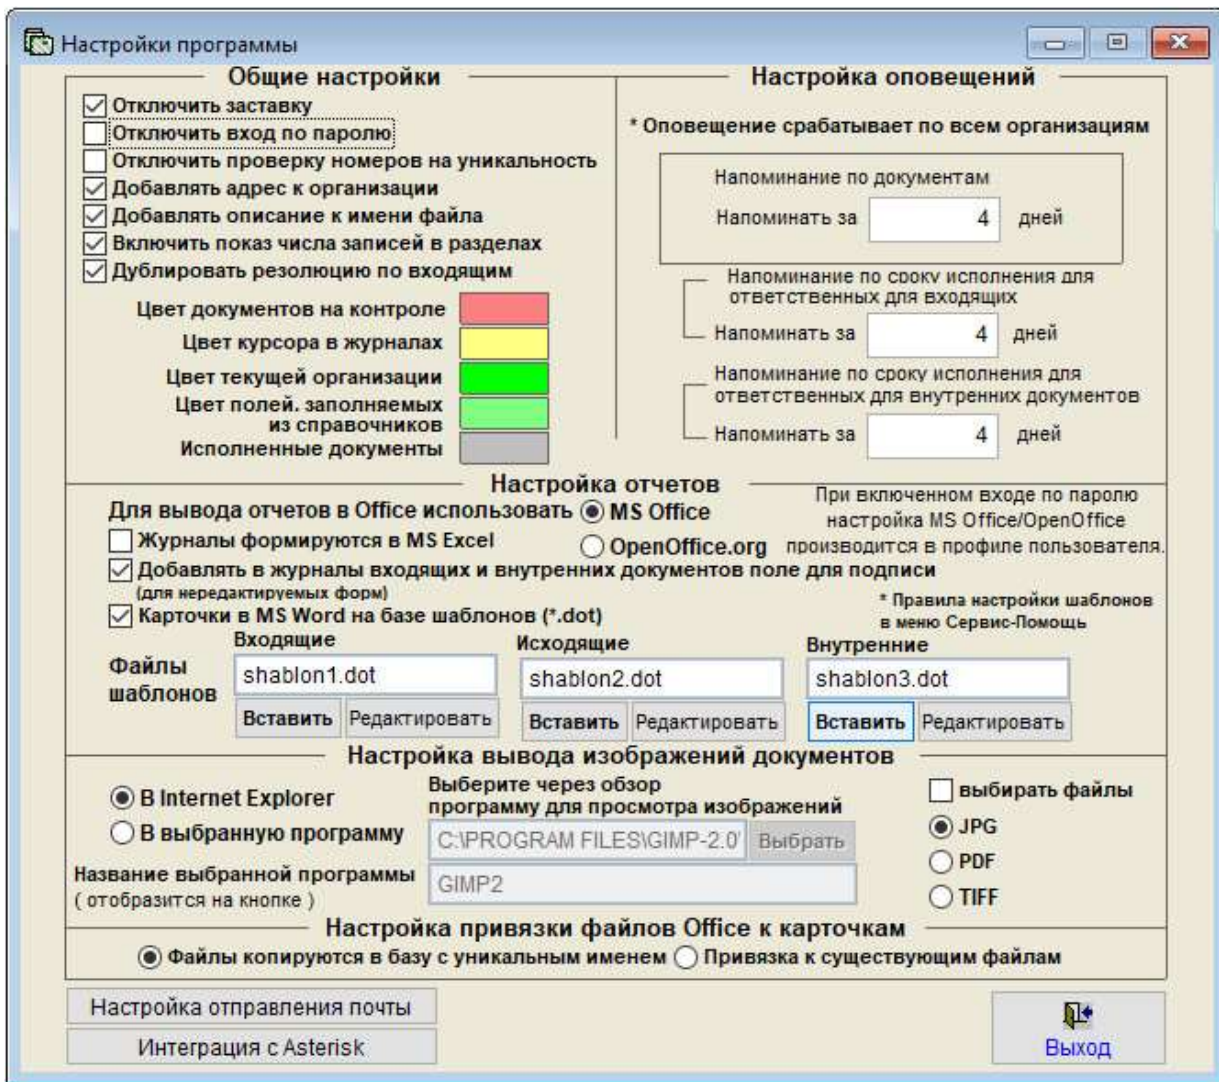 Настройки программы
Общие настройки
Отключить заставку
Отключить вход по паролю
Отключить проверку номеров на уникальность
Добавлять адрес к организации
Добавлять описание к имени файла
Включить показ числа записей в разделах
Дублировать резолюцию по входящим
Цвет документов на контроле
Цвет курсора в журналах
Цвет текущей организации
Цвет полей. заполняемых
из справочников
Исполненные документы
Настройка оповещений
* Оповещение срабатывает по всем организациям
Напоминание по документам
Напоминать за 4 дней
Напоминание по сроку исполнения для
ответственных для входящих
Напоминать за 4 дней
Напоминание по сроку исполнения для
ответственных для внутренних документов
Напоминать за 4 дней
Настройка отчетов
Для вывода отчетов в Office использовать MS Office
OpenOffice.org
При включенном входе по паролю
настройка MS Office/OpenOffice
производится в профиле пользователя.
Журналы формируются в MS Excel
Добавлять в журналы входящих и внутренних документов поле для подписи
(для нередактируемых форм)
Карточки в MS Word на базе шаблонов (*.dot)
* Правила настройки шаблонов
в меню Сервис-Помощь
Файлы
шаблонов
Входящие
shablon1.dot
Вставить Редактировать
Исходящие
shablon2.dot
Вставить Редактировать
Внутренние
shablon3.dot
Вставить Редактировать
Настройка вывода изображений документов
В Internet Explorer
В выбранную программу
Выберите через обзор
программу для просмотра изображений
C:\PROGRAM FILES\GIMP-2.0\ Выбрать
Название выбранной программы
( отобразится на кнопке )
GIMP2
выбирать файлы
JPG
PDF
TIFF
Настройка привязки файлов Office к карточкам
Файлы копируются в базу с уникальным именем Привязка к существующим файлам
Настройка отправления почты
Интеграция с Asterisk
Выход